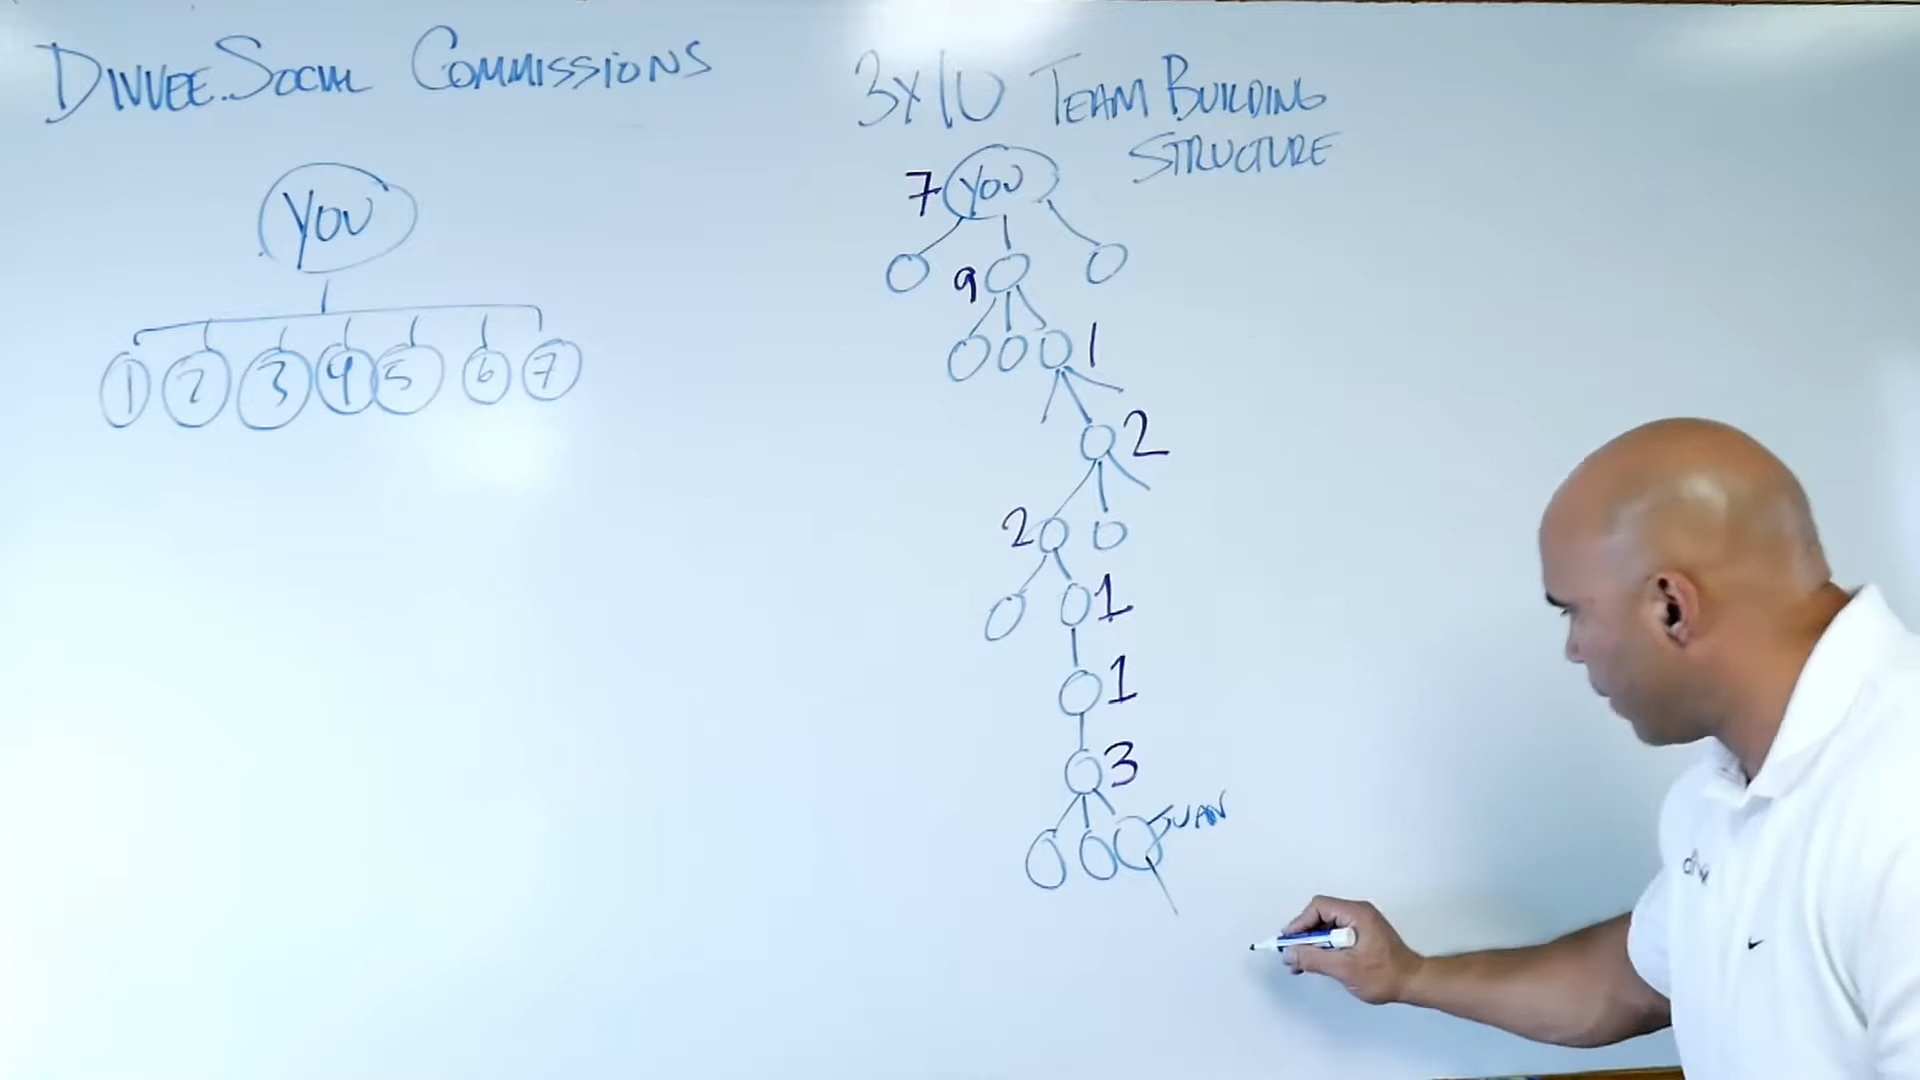 DIVVEE.SOCIAL COMMISSIONS
YOU
1 2 3 4 5 6 7
3x10 TEAM BUILDING
STRUCTURE
7 YOU
9
1
2
2
1
1
3
JUAN